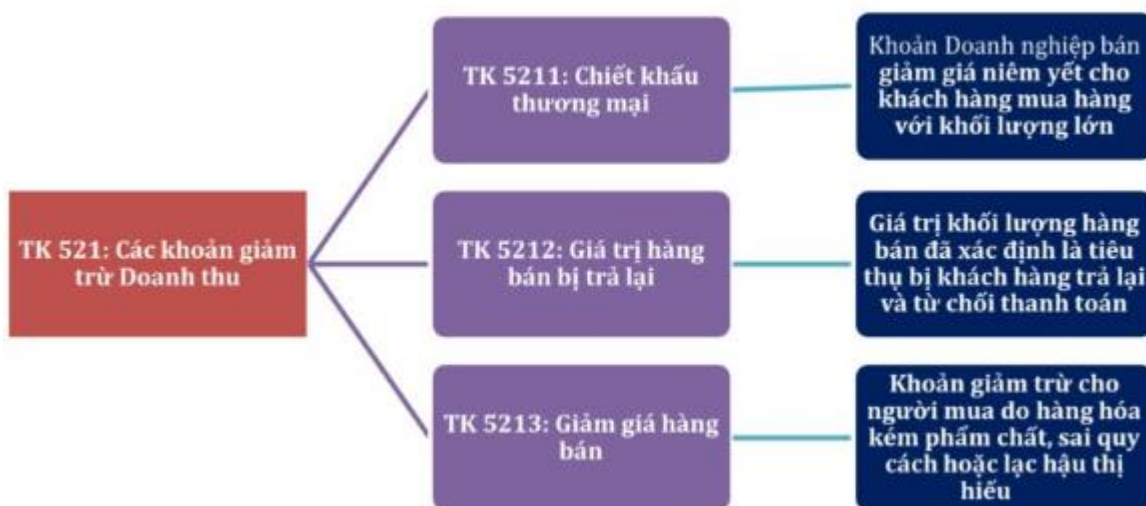 TK 521: Các khoản giảm
trừ Doanh thu
TK 5211: Chiết khấu
thương mại
Khoản Doanh nghiệp bán
giảm giá niêm yết cho
khách hàng mua hàng
với khối lượng lớn
TK 5212: Giá trị hàng
bán bị trả lại
Giá trị khối lượng hàng
bán đã xác định là tiêu
thụ bị khách hàng trả lại
và từ chối thanh toán
TK 5213: Giảm giá hàng
bán
Khoản giảm trừ cho
người mua do hàng hóa
kém phẩm chất, sai quy
cách hoặc lạc hậu thị
hiếu